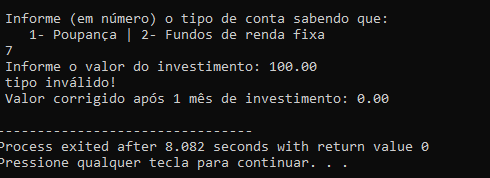 Informe (em número) o tipo de conta sabendo que:
1- Poupança | 2- Fundos de renda fixa
7
Informe o valor do investimento: 100.00
tipo inválido!
Valor corrigido após 1 mês de investimento: 0.00
--------------------------------
Process exited after 8.082 seconds with return value 0
Pressione qualquer tecla para continuar. . .